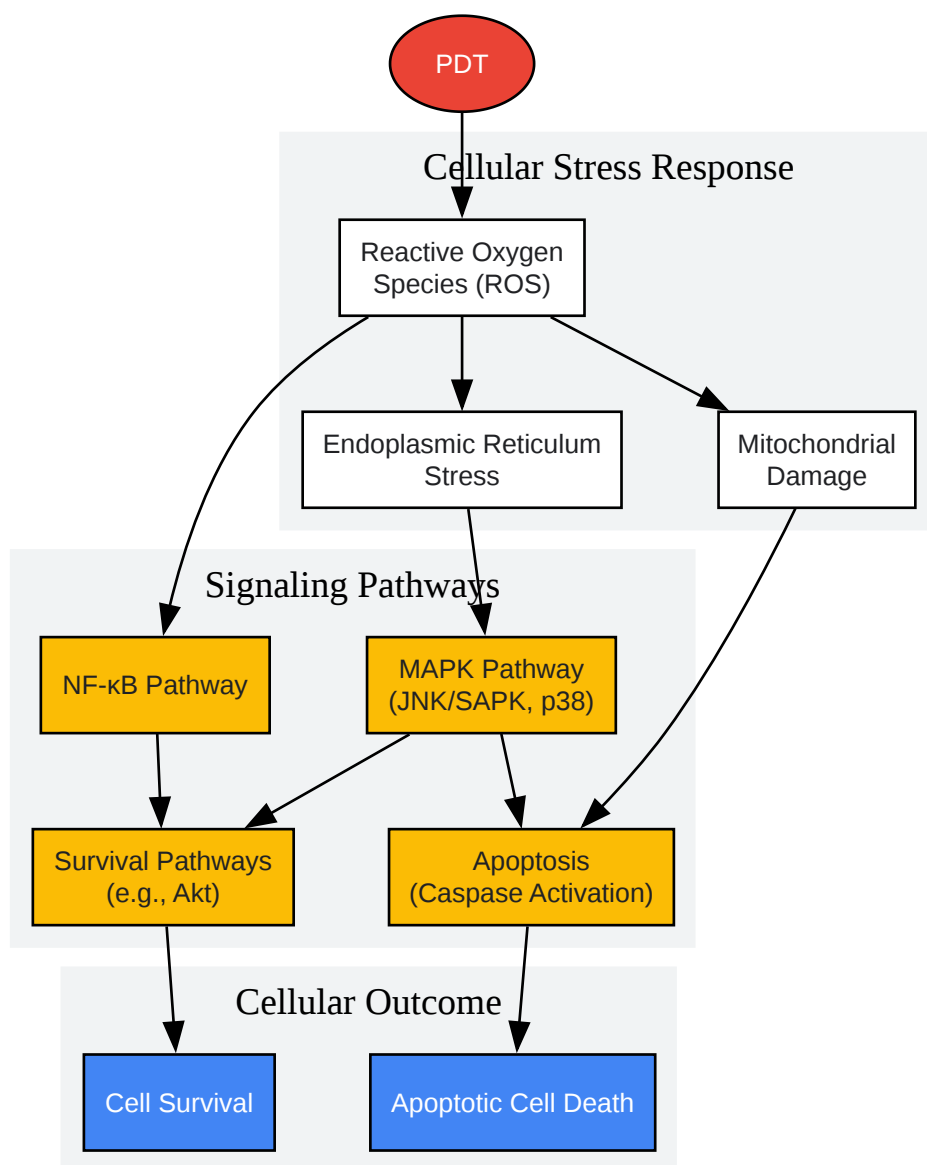 PDT
Cellular Stress Response
Reactive Oxygen
Species (ROS)
Endoplasmic Reticulum
Stress
Mitochondrial
Damage
Signaling Pathways
NF-κB Pathway
MAPK Pathway
(JNK/SAPK, p38)
Survival Pathways
(e.g., Akt)
Apoptosis
(Caspase Activation)
Cellular Outcome
Cell Survival
Apoptotic Cell Death